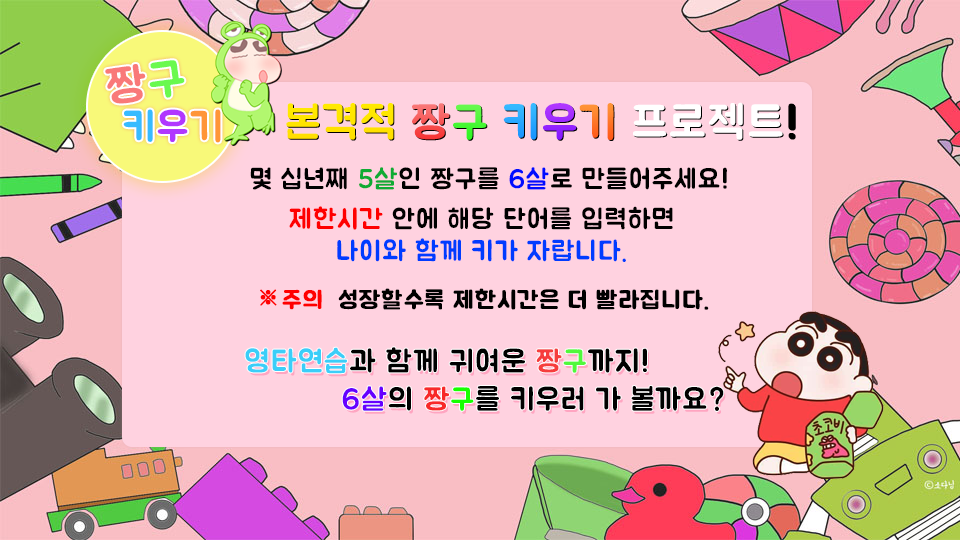 짱구
키우기
본격적 짱구 키우기 프로젝트!
몇 십년째 5살인 짱구를 6살로 만들어주세요!
제한시간 안에 해당 단어를 입력하면
나이와 함께 키가 자랍니다.
※주의 성장할수록 제한시간은 더 빨라집니다.
영타연습과 함께 귀여운 짱구까지!
6살의 짱구를 키우러 가 볼까요?
초코비